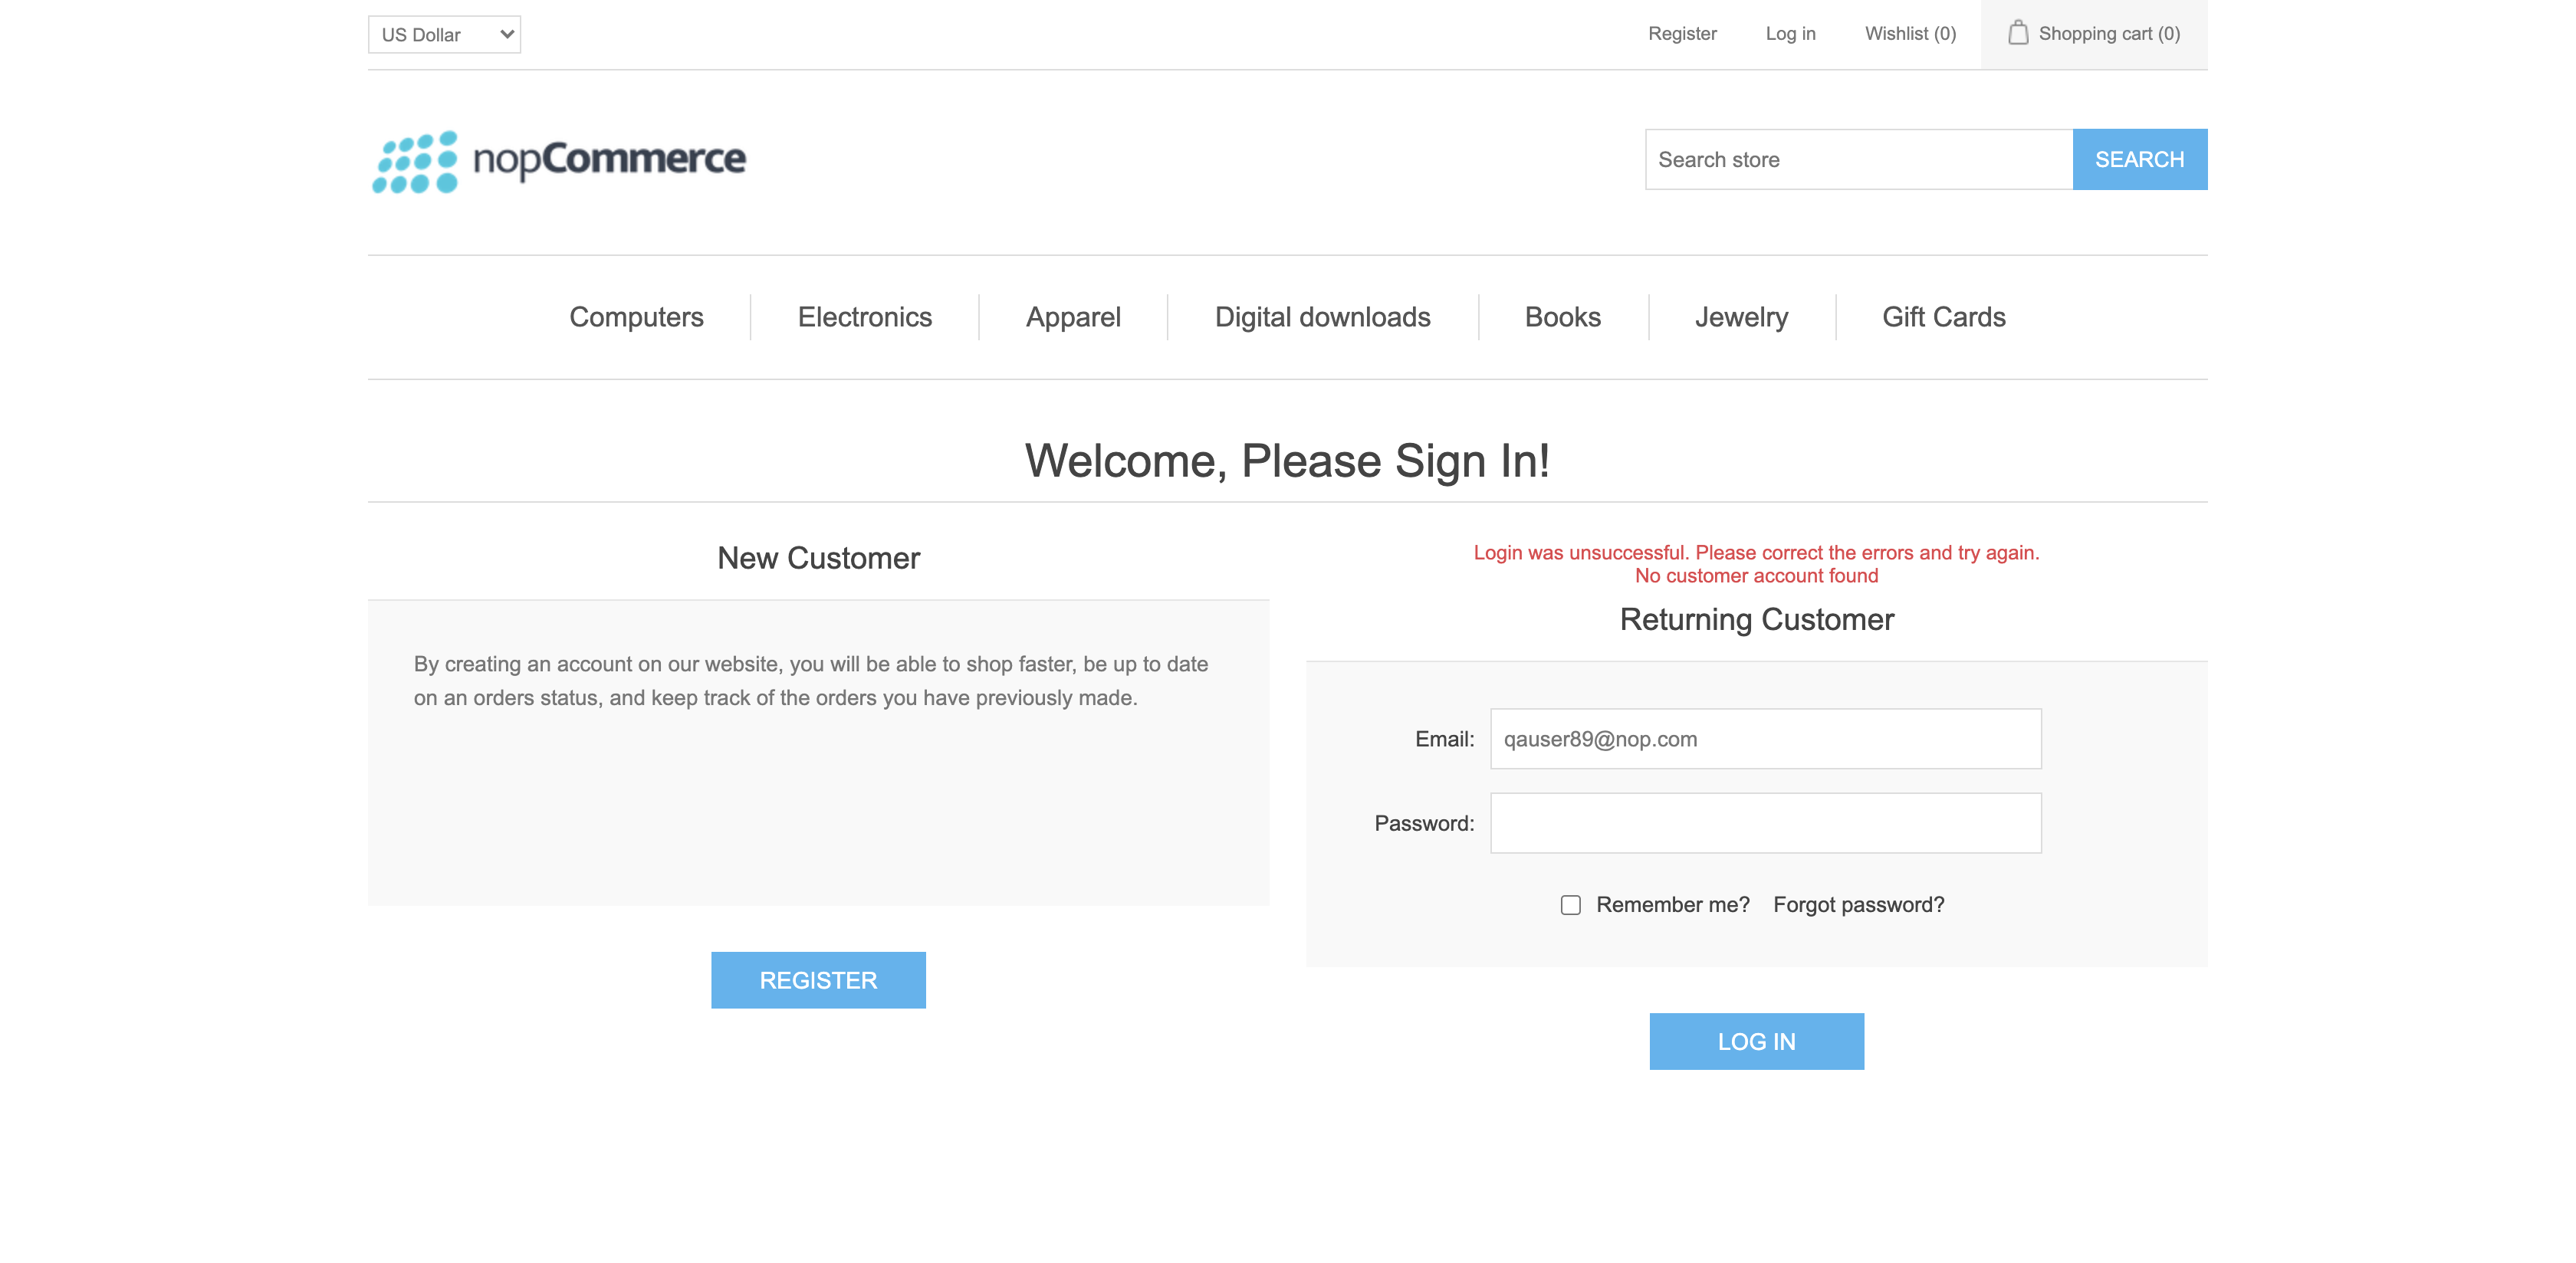 US Dollar
Register
Log in
Wishlist (0)
Shopping cart (0)
nopCommerce
Search store
SEARCH
Computers
Electronics
Apparel
Digital downloads
Books
Jewelry
Gift Cards
Welcome, Please Sign In!
New Customer
By creating an account on our website, you will be able to shop faster, be up to date
on an orders status, and keep track of the orders you have previously made.
REGISTER
Login was unsuccessful. Please correct the errors and try again.
No customer account found
Returning Customer
Email:
qauser89@nop.com
Password:
Remember me?
Forgot password?
LOG IN